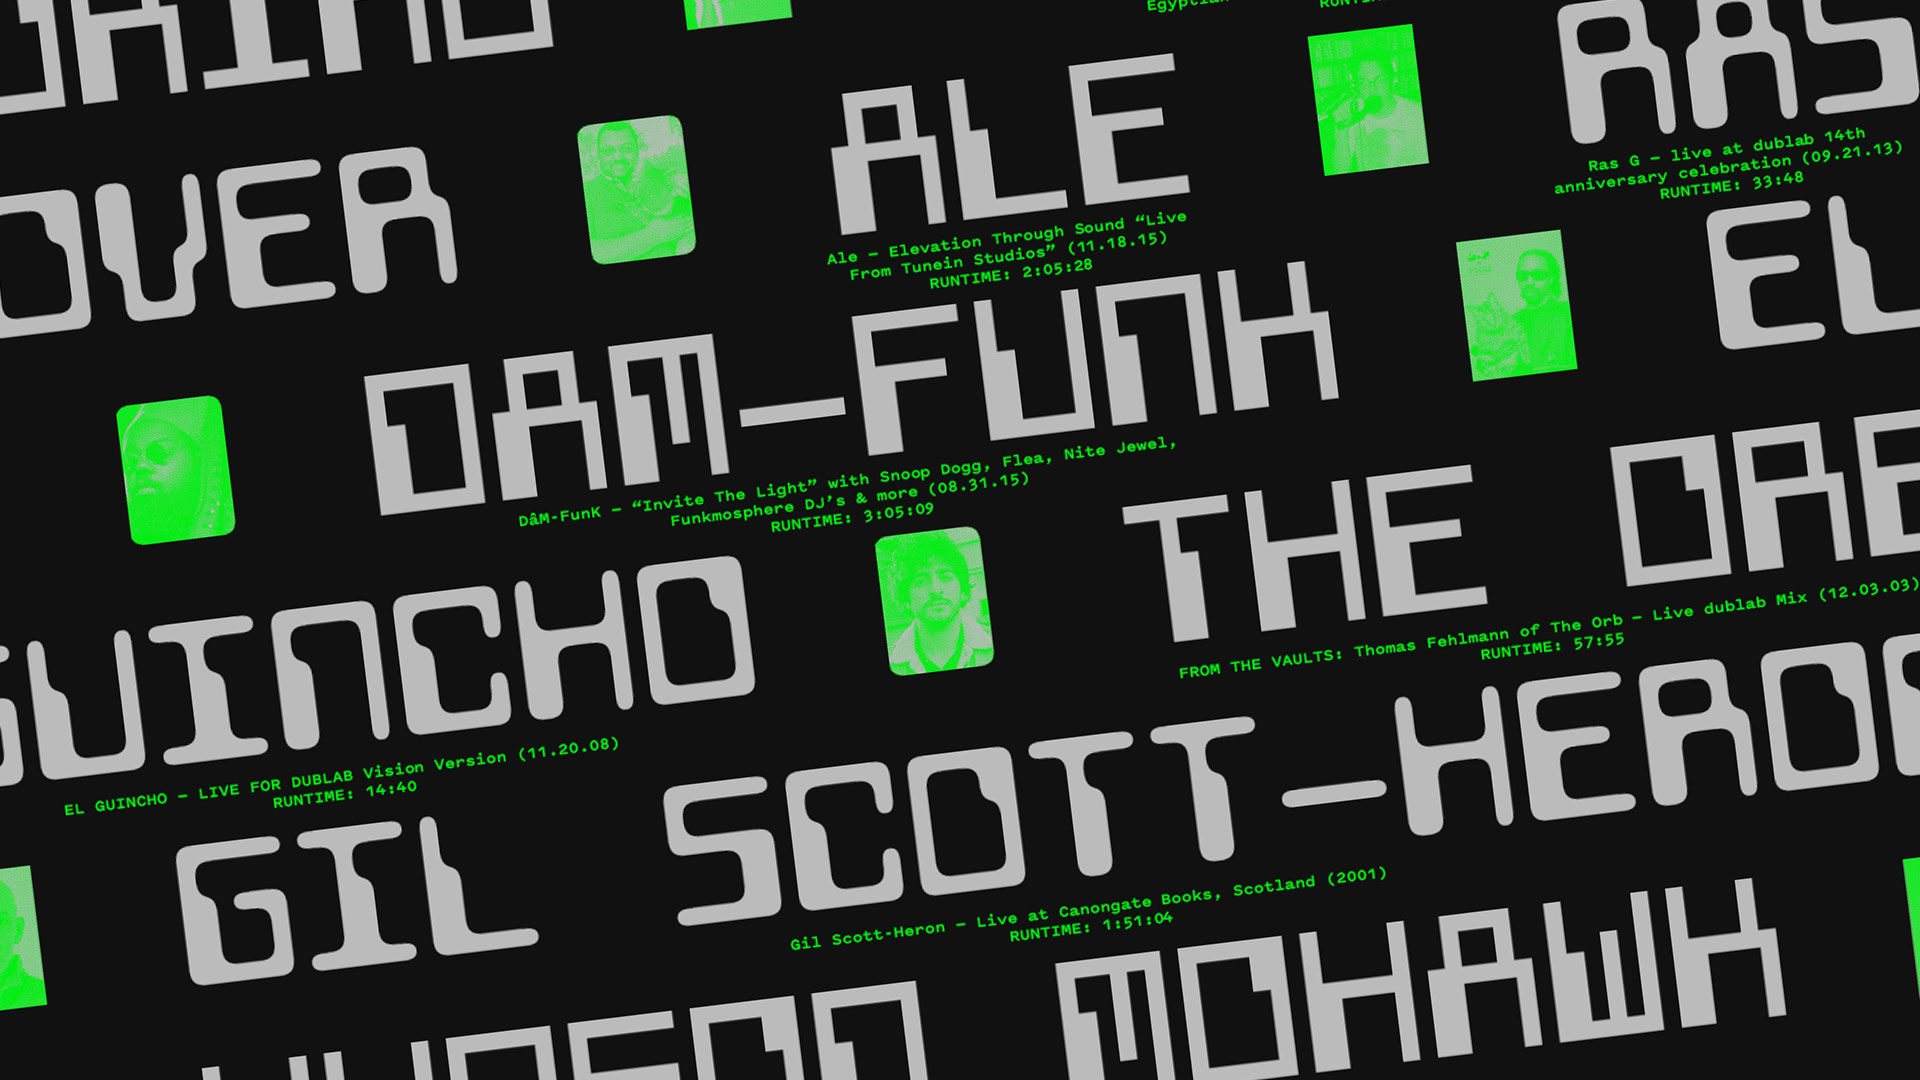 Egyptian
OVER
ALE
RAS
Ale – Elevation Through Sound “Live
From Tunein Studios” (11.18.15)
RUNTIME: 2:05:28
Ras G – live at dublab 14th
anniversary celebration (09.21.13)
RUNTIME: 33:48
DAM–FUNK
EL
DâM-FunK – “Invite The Light” with Snoop Dogg, Flea, Nite Jewel,
Funkmosphere DJ’s & more (08.31.15)
RUNTIME: 3:05:09
GUINCHO
THE ORB
EL GUINCHO – LIVE FOR DUBLAB Vision Version (11.20.08)
RUNTIME: 14:40
FROM THE VAULTS: Thomas Fehlmann of The Orb – Live dublab Mix (12.03.03)
RUNTIME: 57:55
GIL SCOTT–HERON
Gil Scott-Heron – Live at Canongate Books, Scotland (2001)
RUNTIME: 1:51:04
HUDSON MOHAWK